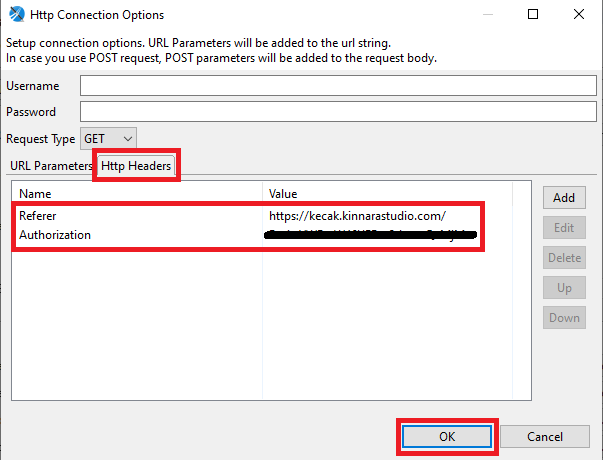 Http Connection Options
Setup connection options. URL Parameters will be added to the url string.
In case you use POST request, POST parameters will be added to the request body.
Username
Password
Request Type GET
URL Parameters Http Headers
Name Value
Referer https://kecak.kinnarastudio.com/
Authorization
Add
Edit
Delete
Up
Down
OK Cancel